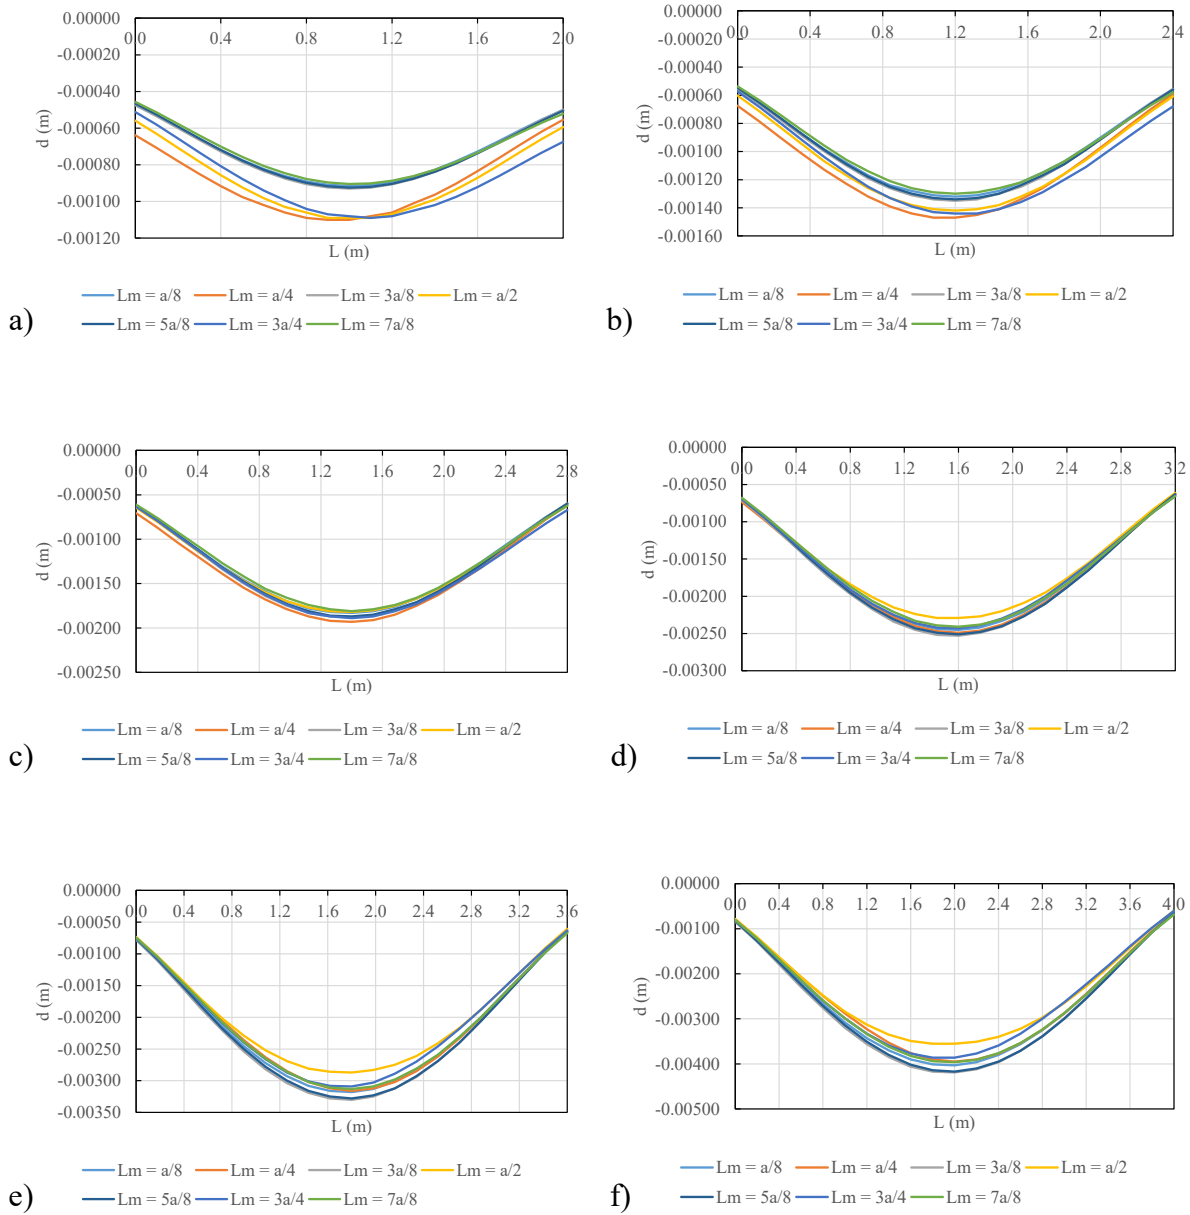 0.00000
-0.00020
-0.00040
-0.00060
-0.00080
-0.00100
-0.00120
0.0 0.4 0.8 1.2 1.6 2.0
d (m)
L (m)
Lm = a/8 Lm = a/4 Lm = 3a/8 Lm = a/2
Lm = 5a/8 Lm = 3a/4 Lm = 7a/8
a)
0.00000
-0.00020
-0.00040
-0.00060
-0.00080
-0.00100
-0.00120
-0.00140
-0.00160
0.0 0.4 0.8 1.2 1.6 2.0 2.4
d (m)
L (m)
Lm = a/8 Lm = a/4 Lm = 3a/8 Lm = a/2
Lm = 5a/8 Lm = 3a/4 Lm = 7a/8
b)
0.00000
-0.00050
-0.00100
-0.00150
-0.00200
-0.00250
0.0 0.4 0.8 1.2 1.6 2.0 2.4 2.8
d (m)
L (m)
Lm = a/8 Lm = a/4 Lm = 3a/8 Lm = a/2
Lm = 5a/8 Lm = 3a/4 Lm = 7a/8
c)
0.00000
-0.00050
-0.00100
-0.00150
-0.00200
-0.00250
-0.00300
0.0 0.4 0.8 1.2 1.6 2.0 2.4 2.8 3.2
d (m)
L (m)
Lm = a/8 Lm = a/4 Lm = 3a/8 Lm = a/2
Lm = 5a/8 Lm = 3a/4 Lm = 7a/8
d)
0.00000
-0.00050
-0.00100
-0.00150
-0.00200
-0.00250
-0.00300
-0.00350
0.0 0.4 0.8 1.2 1.6 2.0 2.4 2.8 3.2 3.6
d (m)
L (m)
Lm = a/8 Lm = a/4 Lm = 3a/8 Lm = a/2
Lm = 5a/8 Lm = 3a/4 Lm = 7a/8
e)
0.00000
-0.00100
-0.00200
-0.00300
-0.00400
-0.00500
0.0 0.4 0.8 1.2 1.6 2.0 2.4 2.8 3.2 3.6 4.0
d (m)
L (m)
Lm = a/8 Lm = a/4 Lm = 3a/8 Lm = a/2
Lm = 5a/8 Lm = 3a/4 Lm = 7a/8
f)